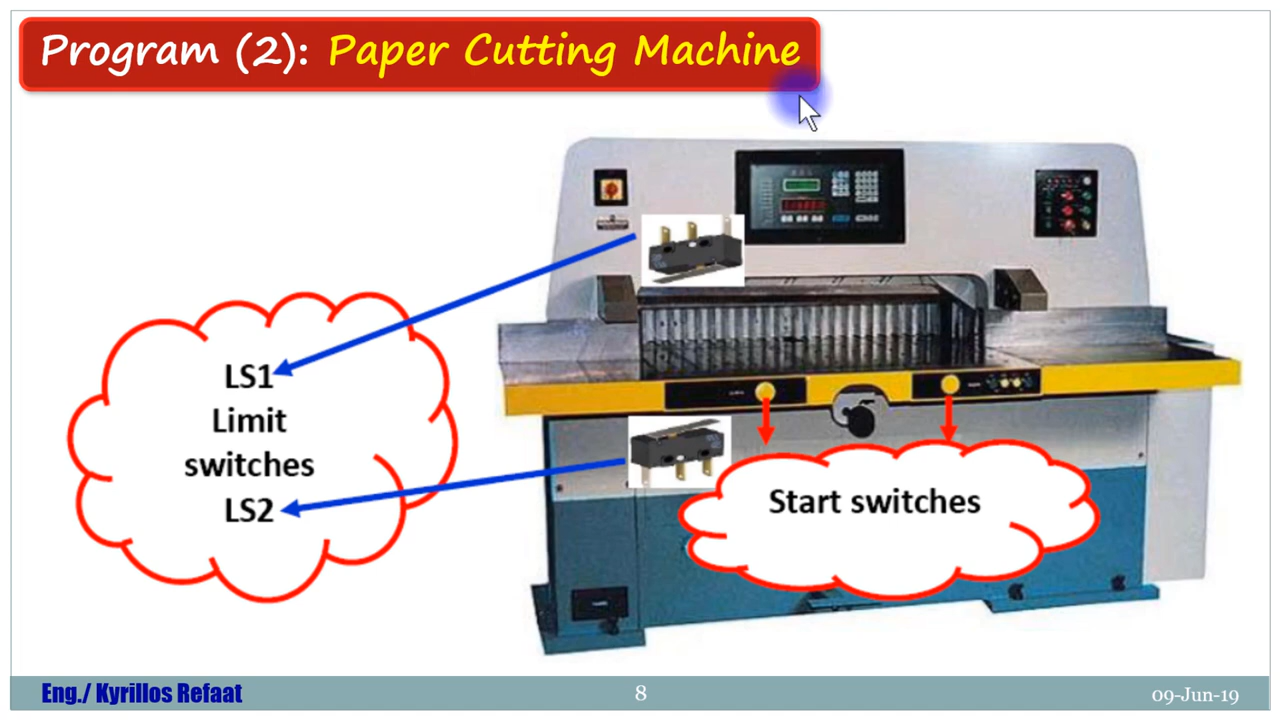 Program (2): Paper Cutting Machine
LS1
Limit
switches
LS2
Start switches
Eng./ Kyrillos Refaat
8
09-Jun-19